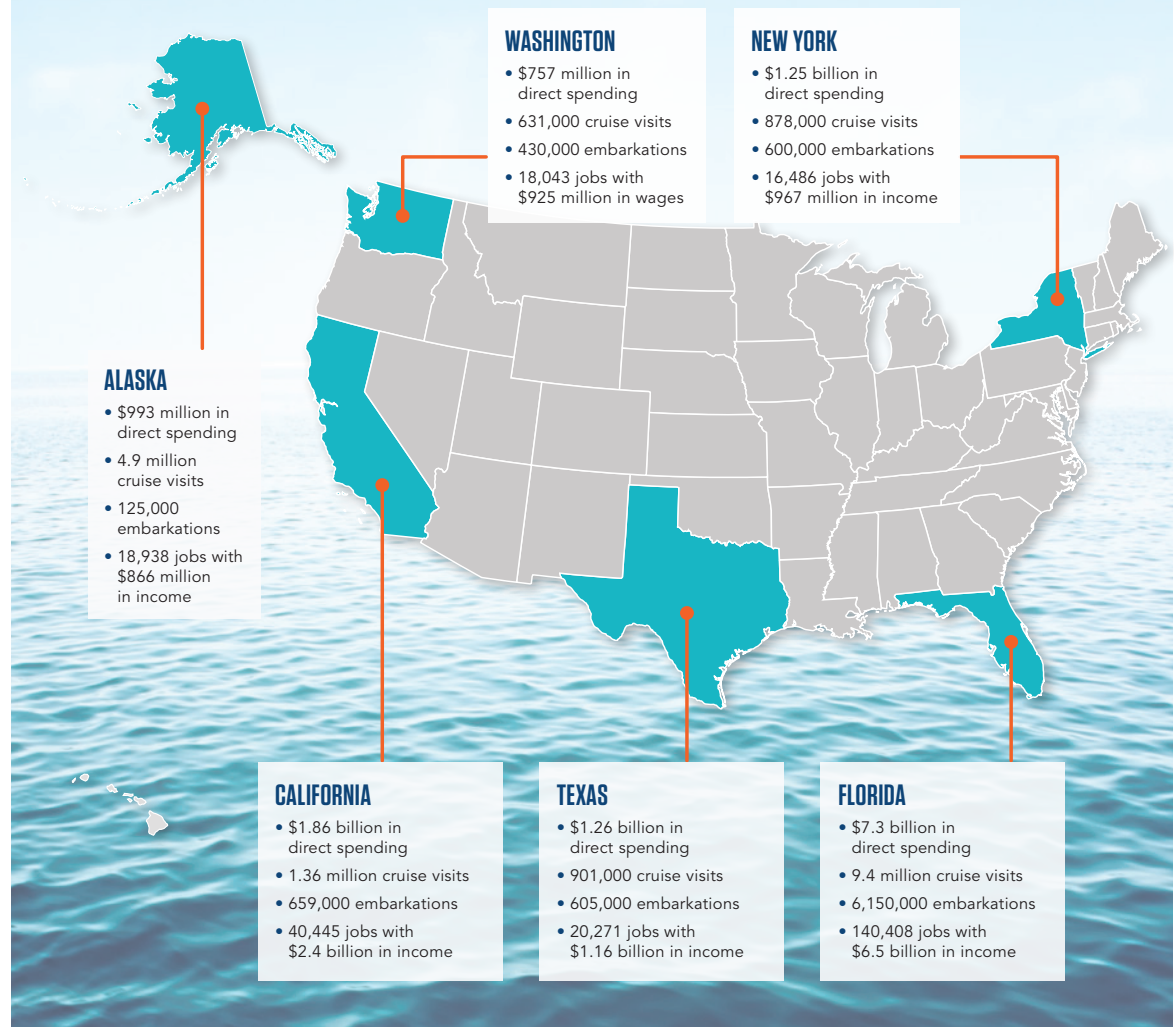 WASHINGTON
• $757 million in
direct spending
• 631,000 cruise visits
• 430,000 embarkations
• 18,043 jobs with
$925 million in wages
NEW YORK
• $1.25 billion in
direct spending
• 878,000 cruise visits
• 600,000 embarkations
• 16,486 jobs with
$967 million in income
ALASKA
• $993 million in
direct spending
• 4.9 million
cruise visits
• 125,000
embarkations
• 18,938 jobs with
$866 million
in income
CALIFORNIA
• $1.86 billion in
direct spending
• 1.36 million cruise visits
• 659,000 embarkations
• 40,445 jobs with
$2.4 billion in income
TEXAS
• $1.26 billion in
direct spending
• 901,000 cruise visits
• 605,000 embarkations
• 20,271 jobs with
$1.16 billion in income
FLORIDA
• $7.3 billion in
direct spending
• 9.4 million cruise visits
• 6,150,000 embarkations
• 140,408 jobs with
$6.5 billion in income